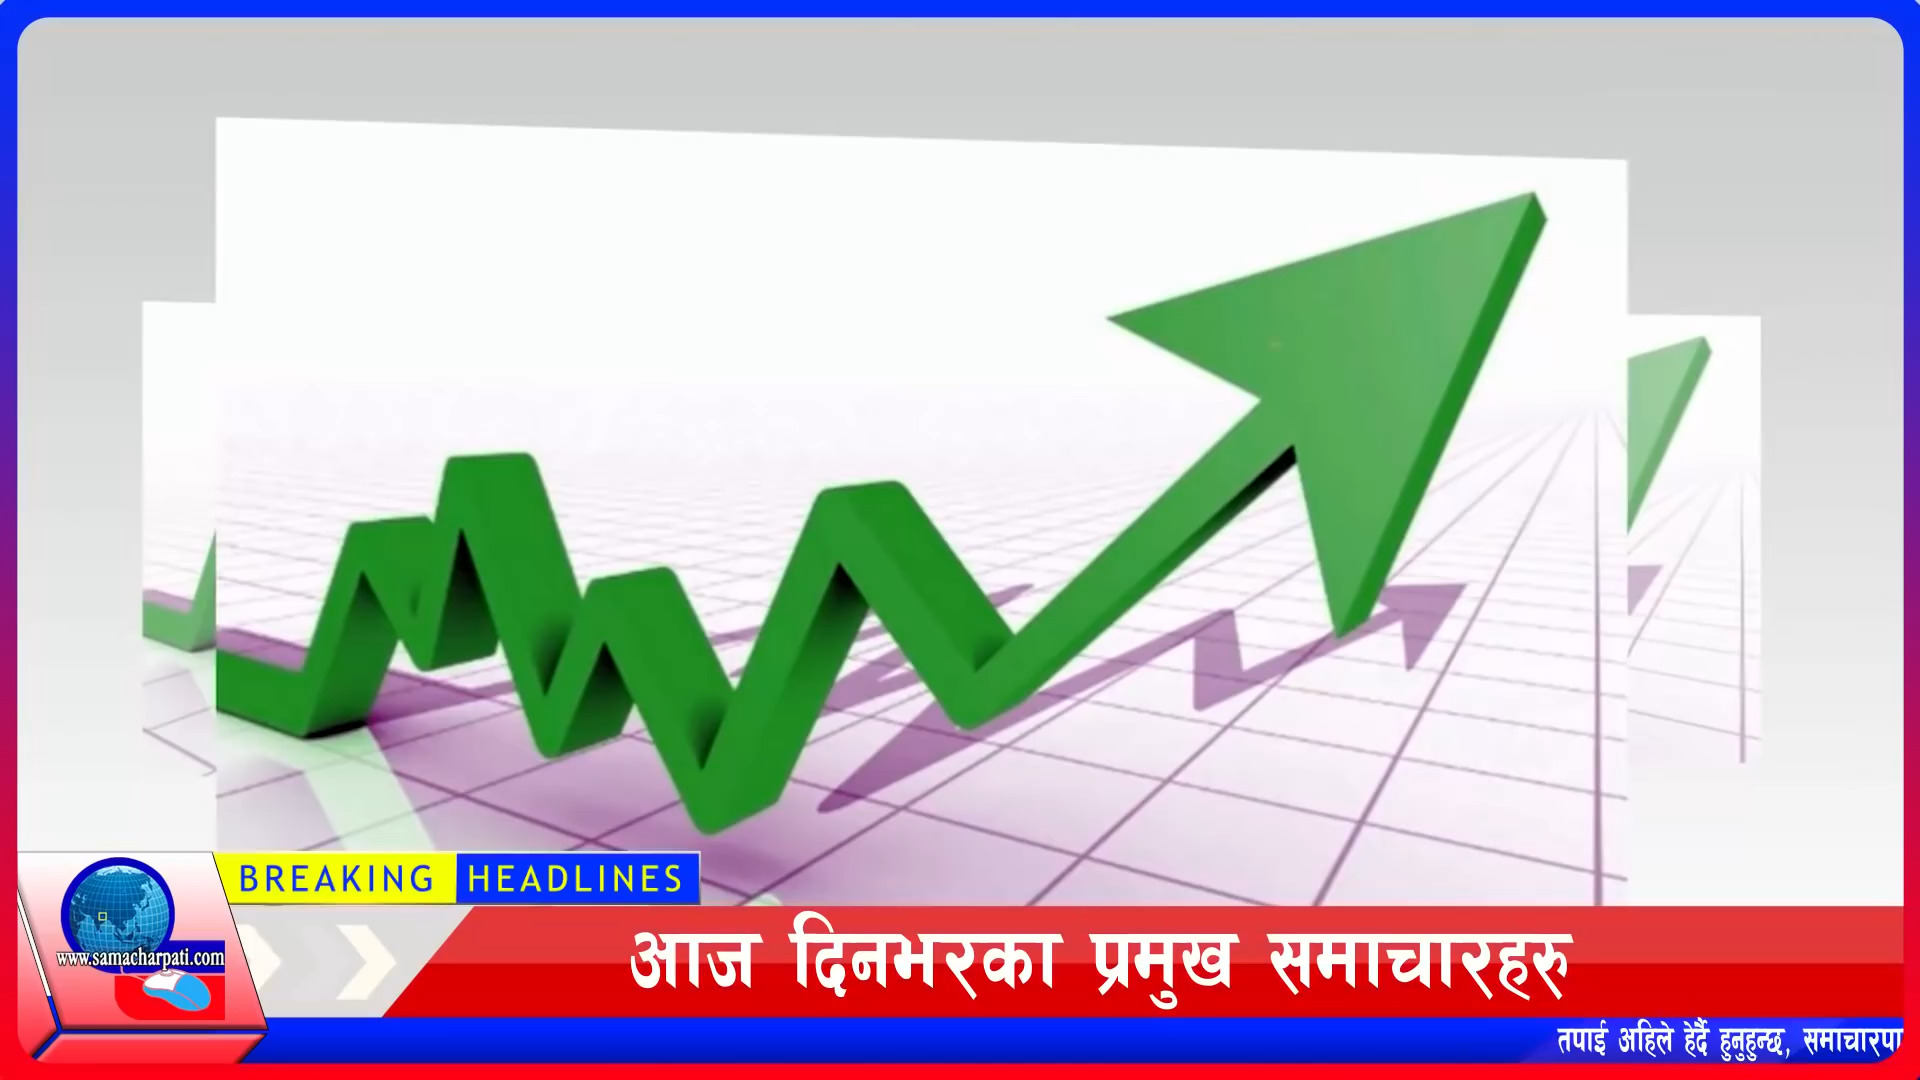 BREAKING HEADLINES
www.samacharpati.com
आज दिनभरका प्रमुख समाचारहरु
तपाई अहिले हेर्दै हुनुहुन्छ, समाचारपा